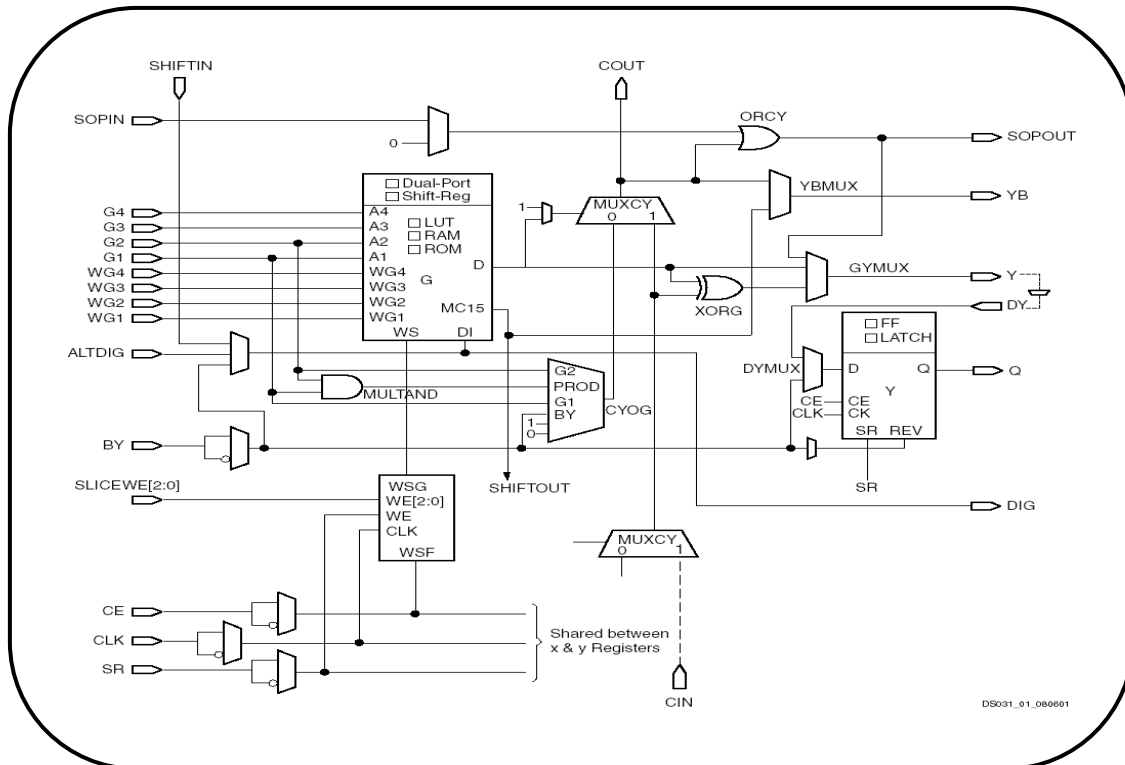 SHIFTIN
COUT
SOPIN
ORCY
SOPOUT
0
Dual-Port
Shift-Reg
YBMUX
YB
G4
G3
G2
G1
WG4
WG3
WG2
WG1
A4
A3
A2
A1
WG4
WG3
WG2
WG1
LUT
RAM
ROM
G
D
MC15
WS
DI
1
MUXCY
0 1
GYMUX
Y
XORG
DY
ALTDIG
FF
LATCH
DYMUX
D
Q
Q
Y
CE
CLK
CE
CK
SR REV
MULTAND
G2
PROD
G1
BY
1
0
CYOG
BY
SHIFTOUT
SR
SLICEWE[2:0]
WSG
WE[2:0]
WE
CLK
WSF
DIG
MUXCY
0 1
CE
CLK
SR
Shared between
x & y Registers
CIN
DS031_01_080601